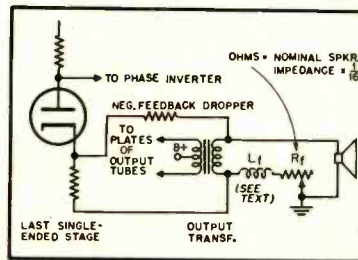 OHMS = NOMINAL SPKR.
IMPEDANCE = 1/16
TO PHASE INVERTER
NEG. FEEDBACK DROPPER
TO
PLATES
OF
OUTPUT
TUBES
B+
Lf
Rf
(SEE
TEXT)
LAST SINGLE-
ENDED STAGE
OUTPUT
TRANSF.